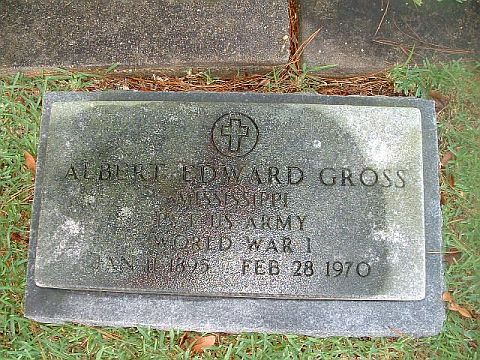 ALBERT EDWARD GROSS
MISSISSIPPI
PVT US ARMY
WORLD WAR I
JAN 11 1895 FEB 28 1970